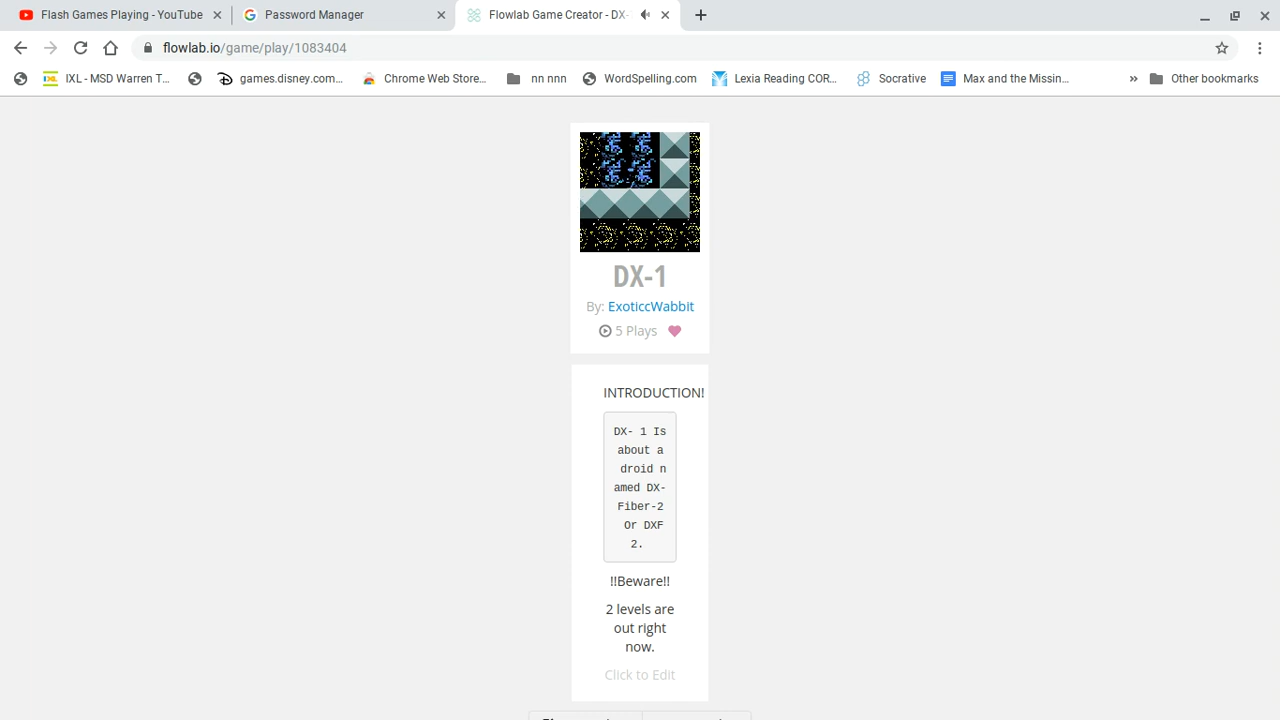 Flash Games Playing - YouTube
Password Manager
Flowlab Game Creator - DX-
flowlab.io/game/play/1083404
IXL - MSD Warren T...
games.disney.com...
Chrome Web Store...
nn nnn
WordSpelling.com
Lexia Reading COR...
Socrative
Max and the Missin...
»
Other bookmarks
DX-1
By: ExoticcWabbit
5 Plays
INTRODUCTION!
DX- 1 Is
about a
droid n
amed DX-
Fiber-2
Or DXF
2.
!!Beware!!
2 levels are
out right
now.
Click to Edit